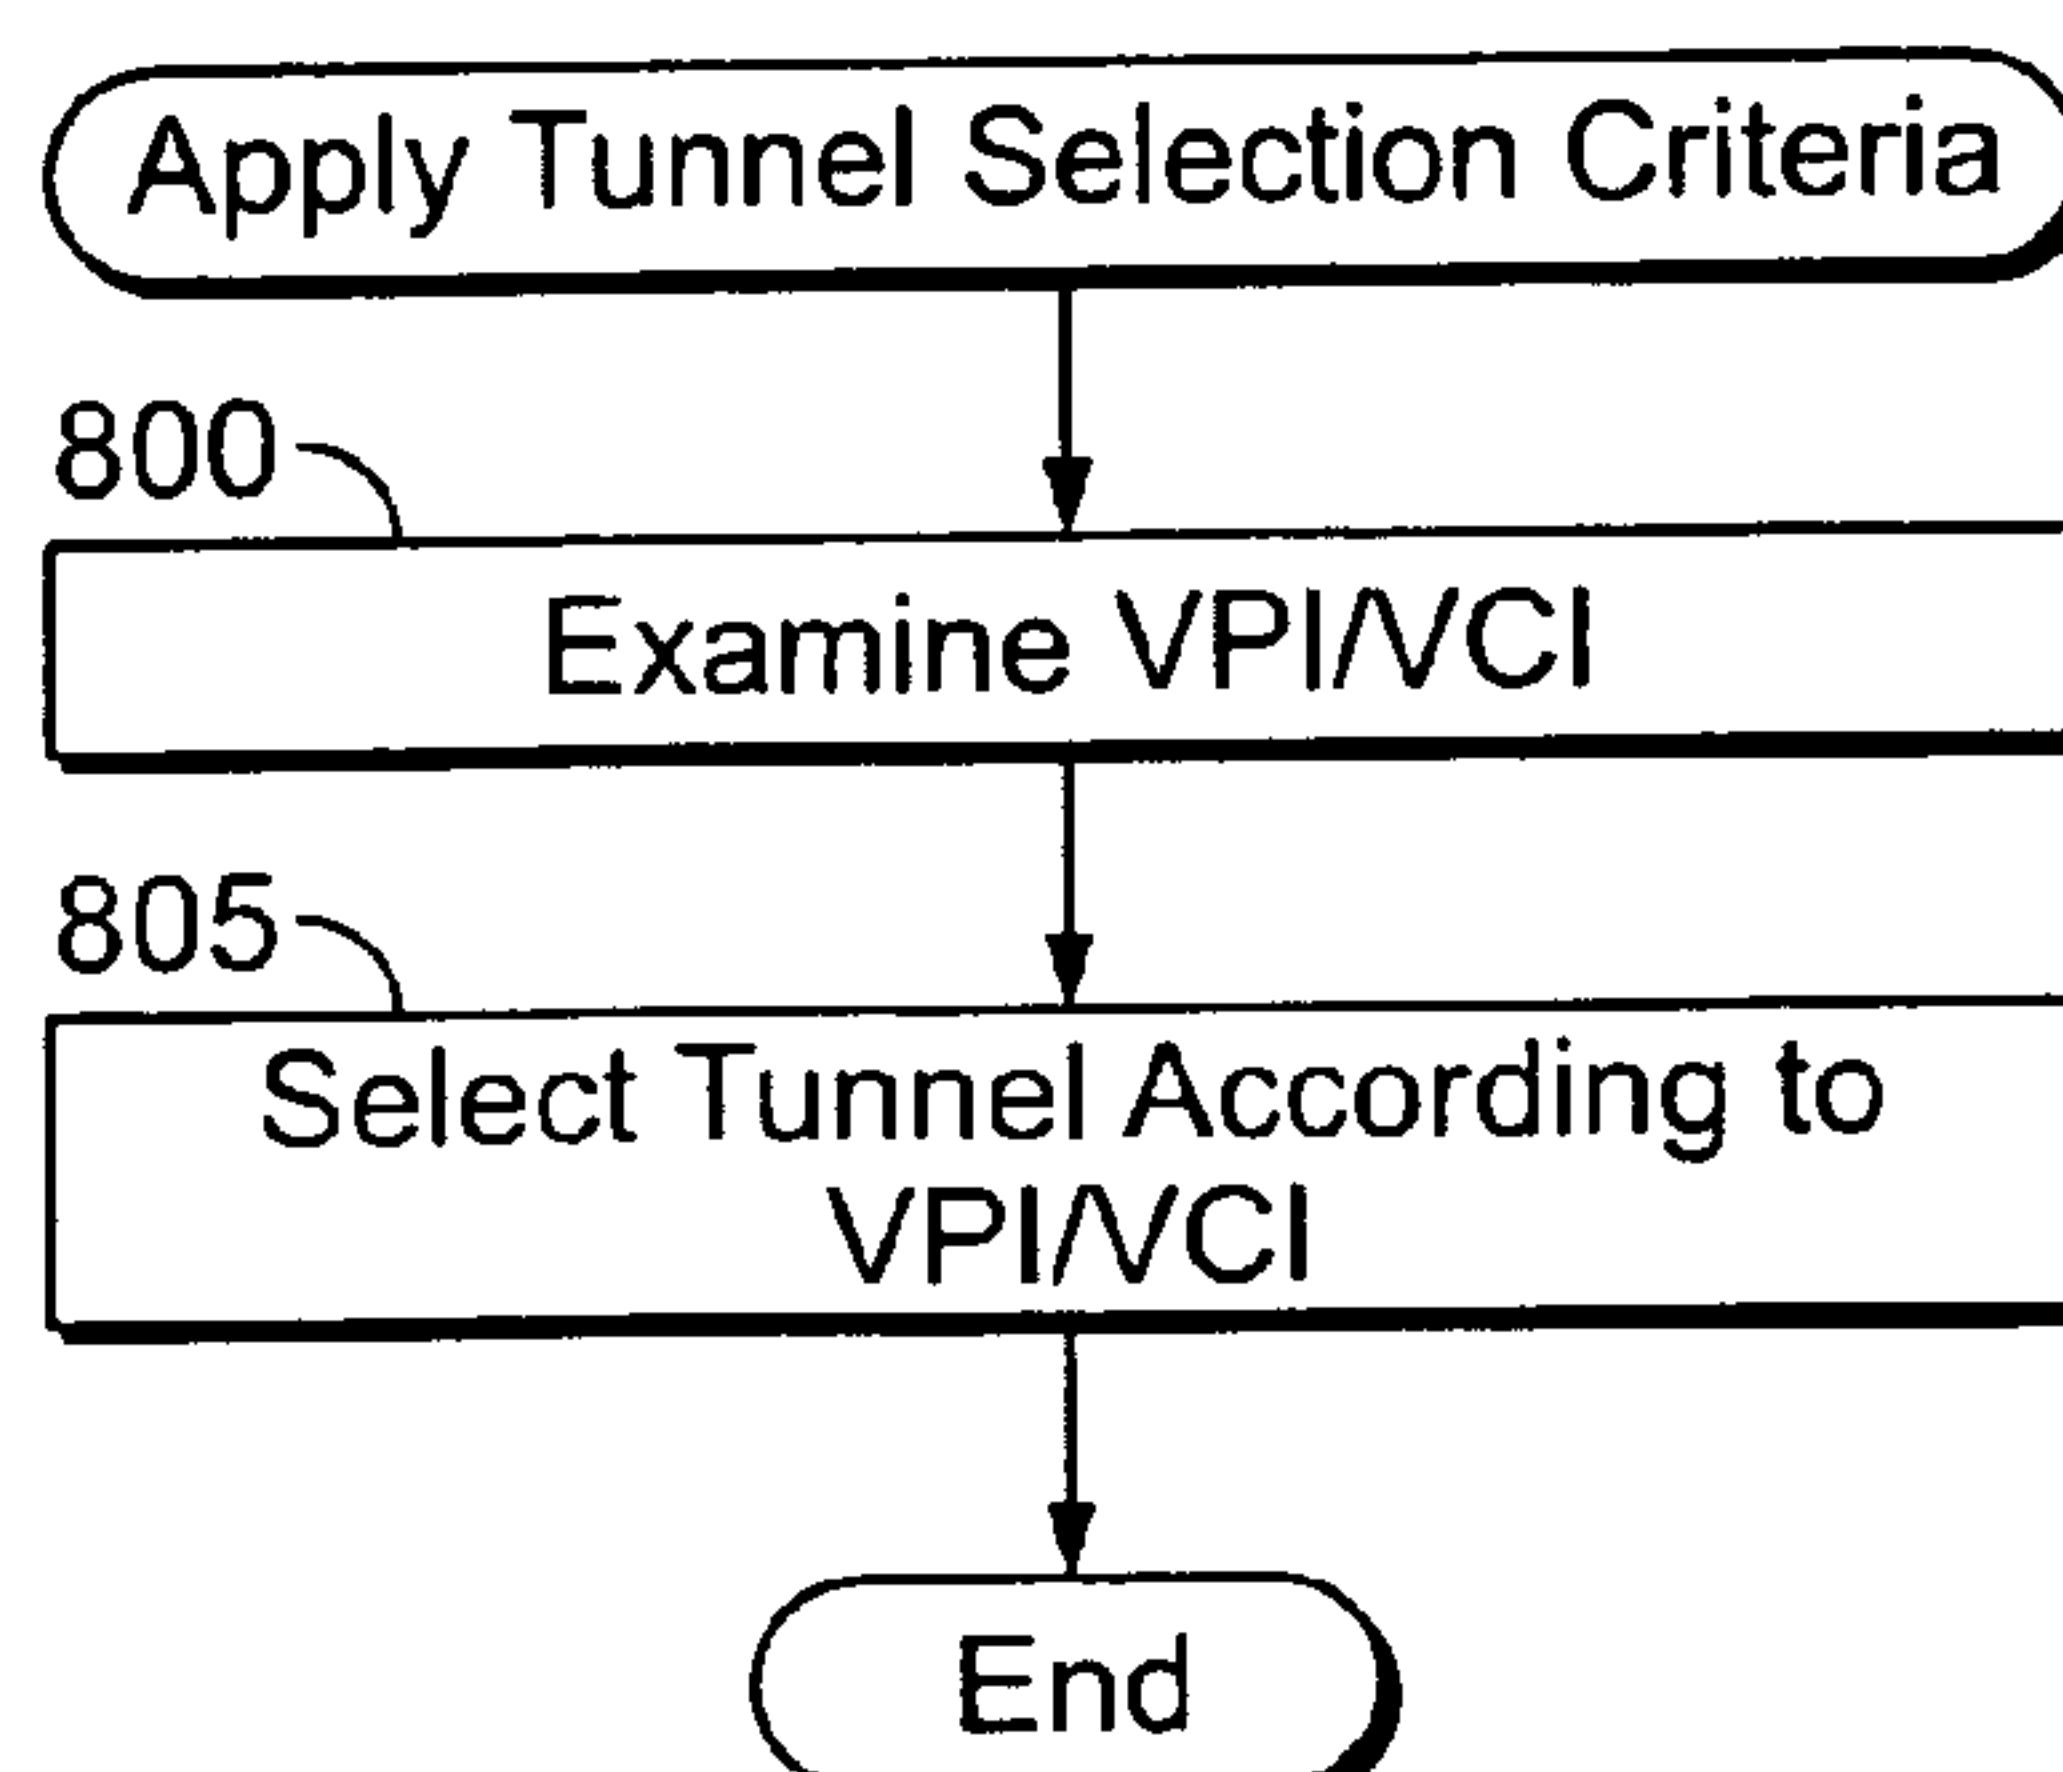 Apply Tunnel Selection Criteria
800
Examine VPI/VCI
805
Select Tunnel According to
VPI/VCI
End